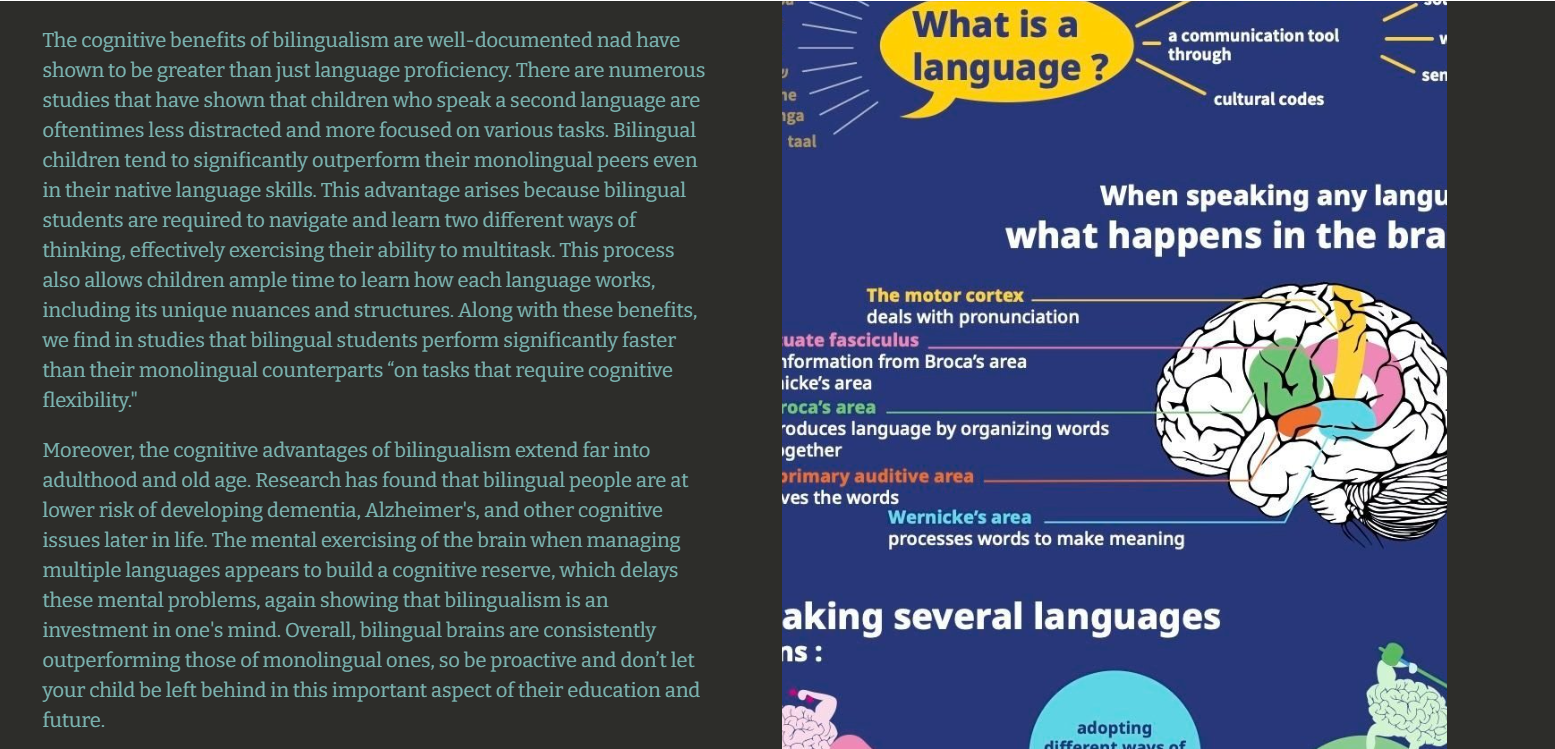 The cognitive benefits of bilingualism are well-documented nad have
shown to be greater than just language proficiency. There are numerous
studies that have shown that children who speak a second language are
oftentimes less distracted and more focused on various tasks. Bilingual
children tend to significantly outperform their monolingual peers even
in their native language skills. This advantage arises because bilingual
students are required to navigate and learn two different ways of
thinking, effectively exercising their ability to multitask. This process
also allows children ample time to learn how each language works,
including its unique nuances and structures. Along with these benefits,
we find in studies that bilingual students perform significantly faster
than their monolingual counterparts “on tasks that require cognitive
flexibility."
Moreover, the cognitive advantages of bilingualism extend far into
adulthood and old age. Research has found that bilingual people are at
lower risk of developing dementia, Alzheimer's, and other cognitive
issues later in life. The mental exercising of the brain when managing
multiple languages appears to build a cognitive reserve, which delays
these mental problems, again showing that bilingualism is an
investment in one's mind. Overall, bilingual brains are consistently
outperforming those of monolingual ones, so be proactive and don’t let
your child be left behind in this important aspect of their education and
future.
What is a
language ?
a communication tool
through
cultural codes
sen
ne
nga
taal
When speaking any langu
what happens in the bra
The motor cortex
deals with pronunciation
uate fasciculus
nformation from Broca’s area
nicke’s area
roca’s area
roduces language by organizing words
ogether
primary auditive area
ves the words
Wernicke’s area
processes words to make meaning
aking several languages
ns :
adopting
different ways of